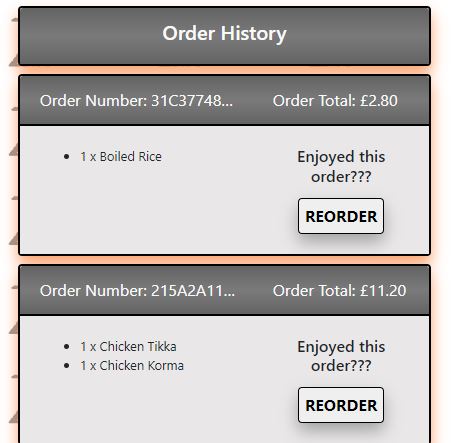 Order History
Order Number: 31C37748... Order Total: £2.80
1 x Boiled Rice
Enjoyed this
order???
REORDER
Order Number: 215A2A11... Order Total: £11.20
1 x Chicken Tikka
1 x Chicken Korma
Enjoyed this
order???
REORDER